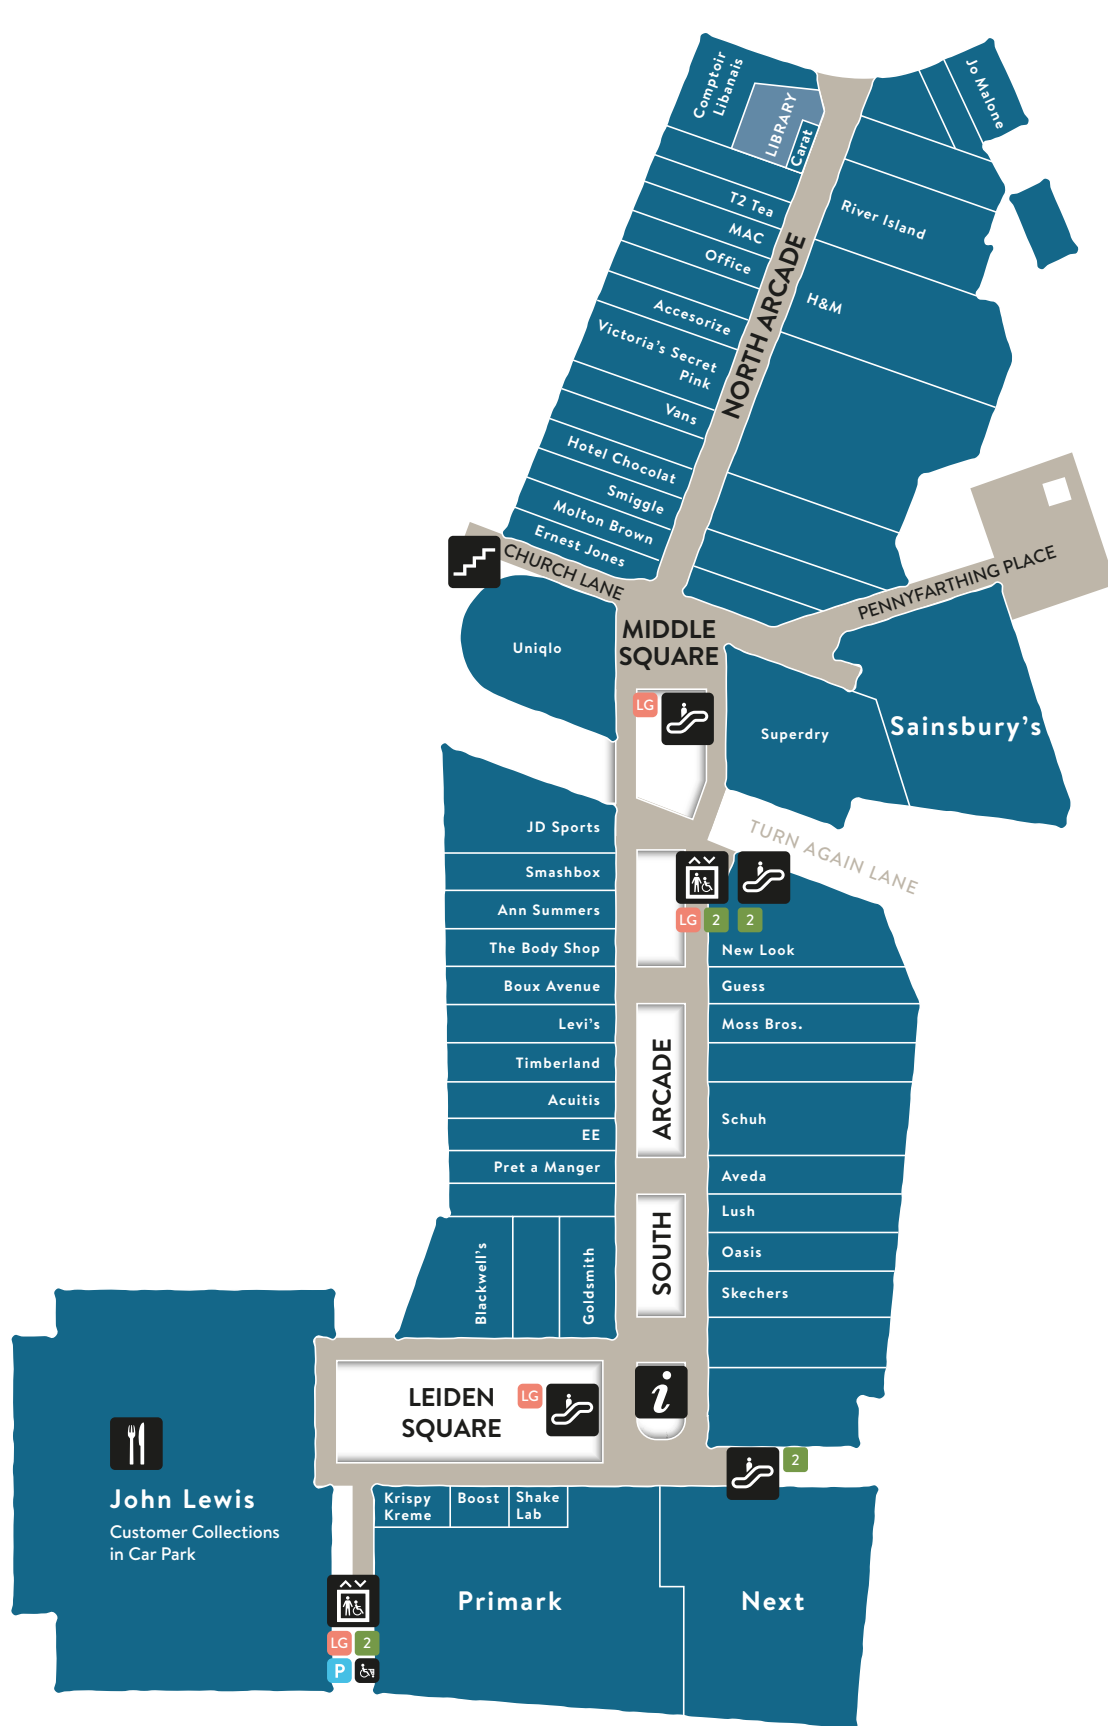 Comptoir
Libanais
LIBRARY
Carat
Jo Malone
T2 Tea
MAC
Office
Accesorize
Victoria's Secret
Pink
Vans
Hotel Chocolat
Smiggle
Molton Brown
Ernest Jones
River Island
H&M
NORTH ARCADE
CHURCH LANE
PENNYFARTHING PLACE
MIDDLE
SQUARE
Uniqlo
LG
Superdry
Sainsbury's
TURN AGAIN LANE
JD Sports
Smashbox
Ann Summers
The Body Shop
Boux Avenue
Levi's
Timberland
Acuitis
EE
Pret a Manger
Blackwell's
Goldsmith
LG
2
2
New Look
Guess
Moss Bros.
Schuh
Aveda
Lush
Oasis
Skechers
SOUTH ARCADE
LEIDEN
SQUARE
LG
i
2
John Lewis
Customer Collections
in Car Park
Krispy
Kreme
Boost
Shake
Lab
Primark
Next
LG
2
P